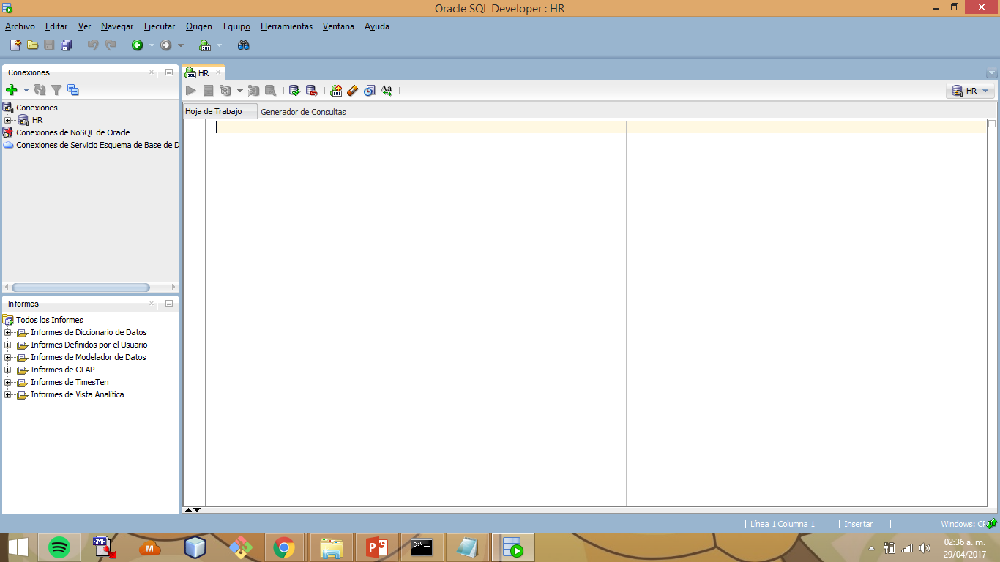 Oracle SQL Developer : HR
Archivo Editar Ver Navegar Ejecutar Origen Equipo Herramientas Ventana Ayuda
Conexiones
Conexiones
HR
Conexiones de NoSQL de Oracle
Conexiones de Servicio Esquema de Base de D
Informes
Todos los Informes
Informes de Diccionario de Datos
Informes Definidos por el Usuario
Informes de Modelador de Datos
Informes de OLAP
Informes de TimesTen
Informes de Vista Analítica
HR
HR
Hoja de Trabajo Generador de Consultas
Línea 1 Columna 1 Insertar Windows:
SMF
02:36 a. m.
29/04/2017